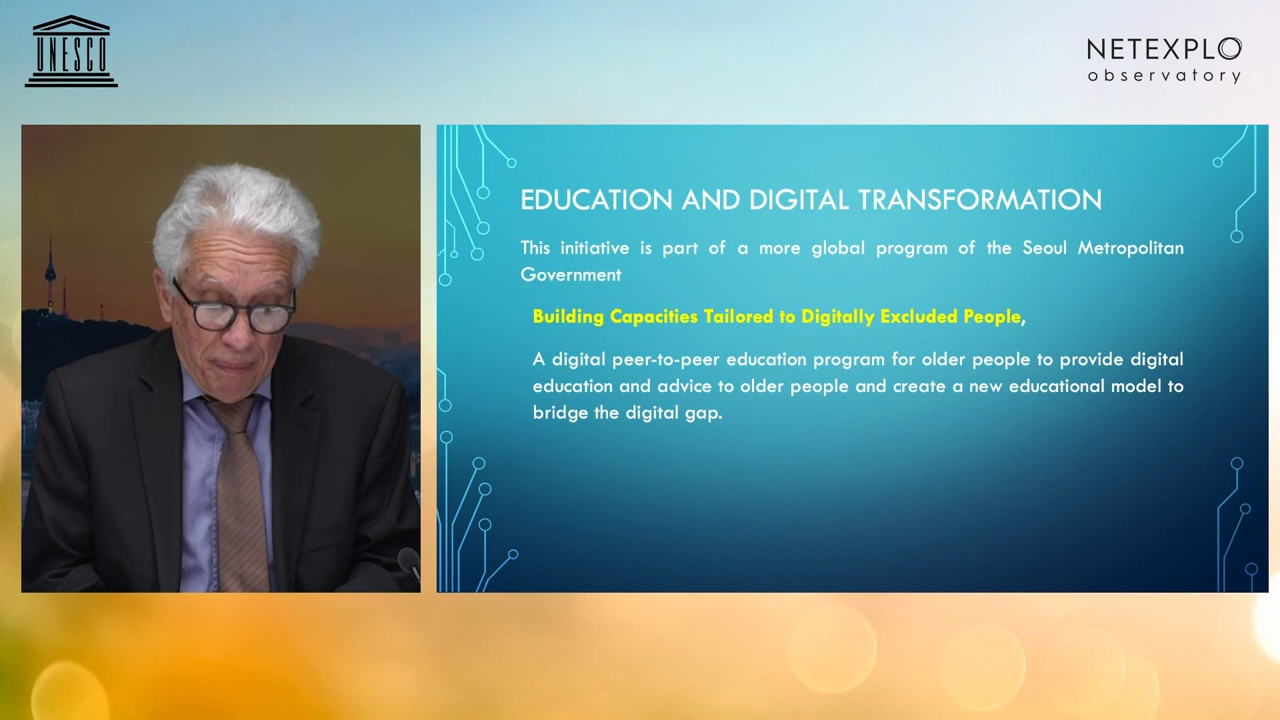 UNESCO
NETEXPLO
observatory
EDUCATION AND DIGITAL TRANSFORMATION
This initiative is part of a more global program of the Seoul Metropolitan
Government
Building Capacities Tailored to Digitally Excluded People,
A digital peer-to-peer education program for older people to provide digital
education and advice to older people and create a new educational model to
bridge the digital gap.